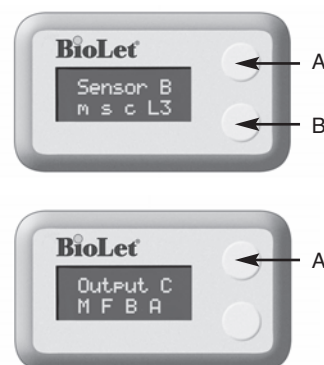 BioLet
Sensor B
m s c L3
A
B
BioLet
Output C
M F B A
A